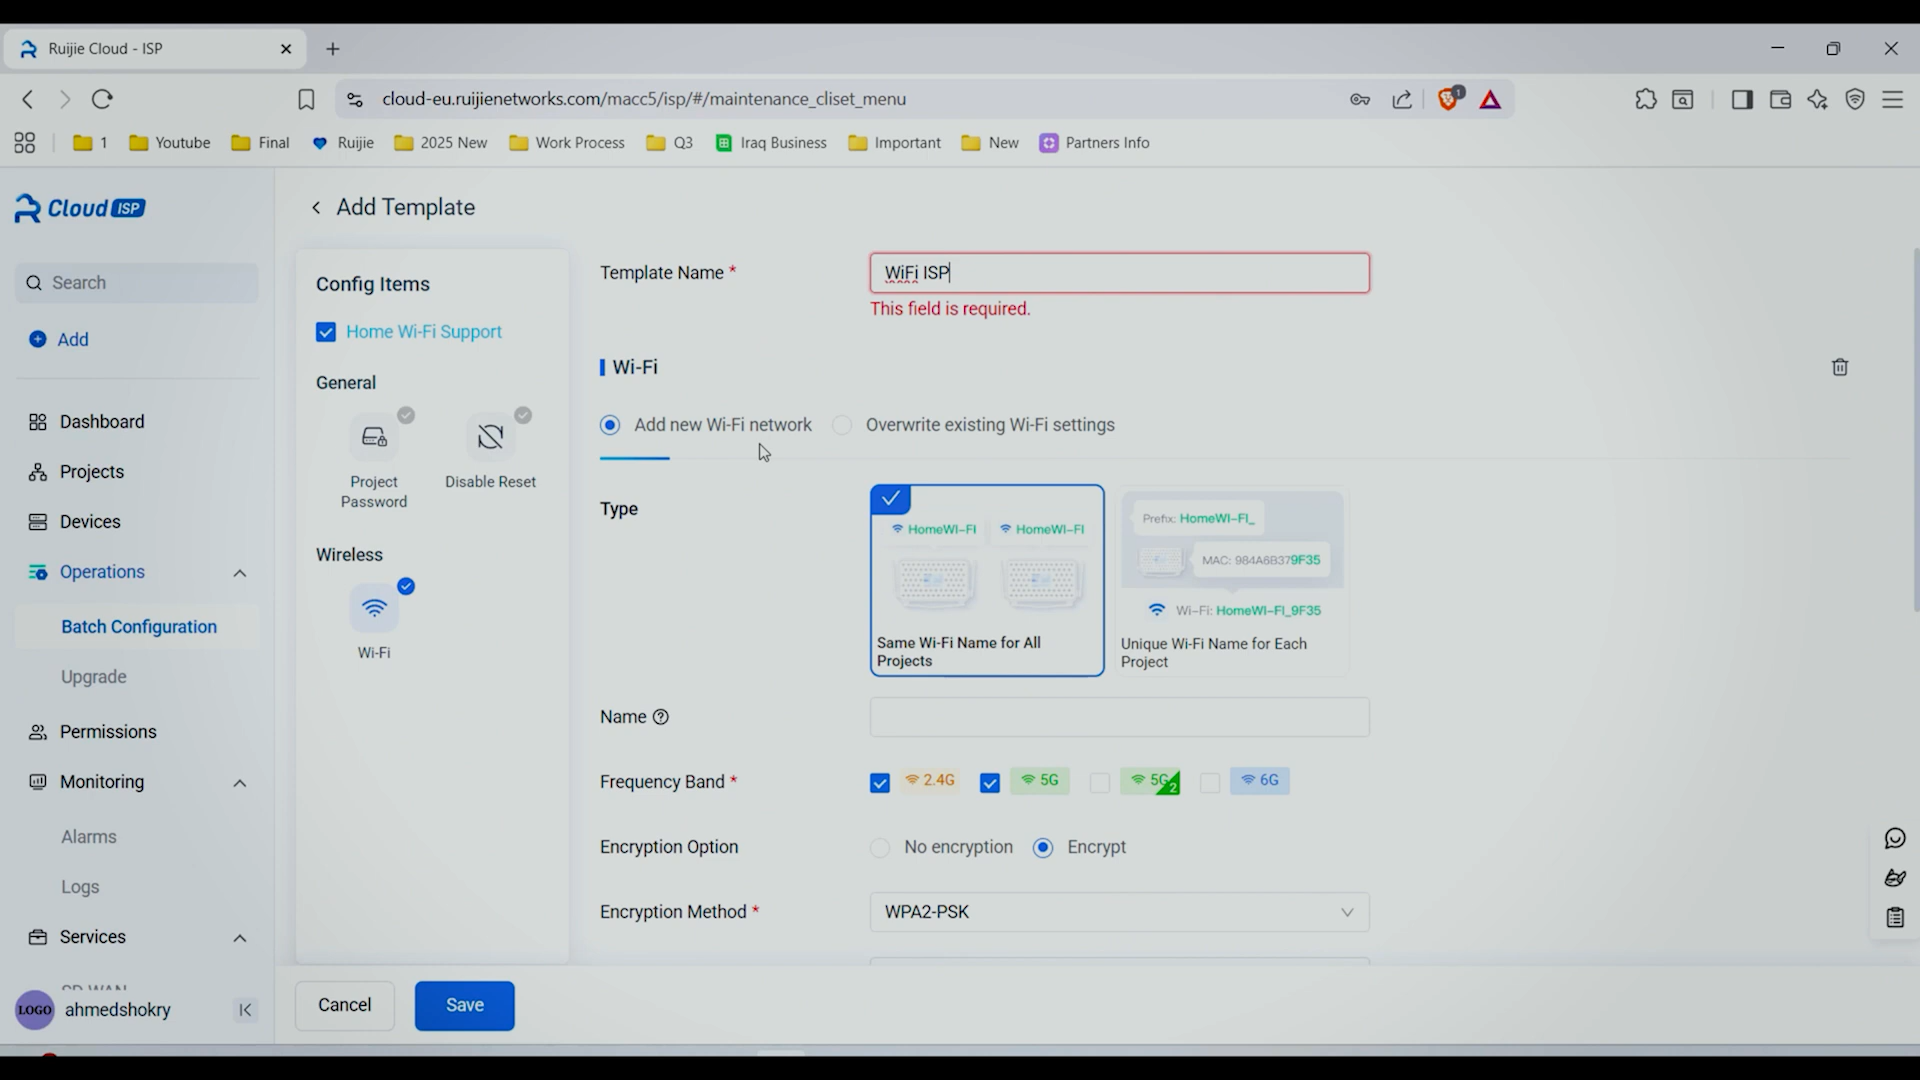 Ruijie Cloud - ISP
cloud-eu.ruijienetworks.com/macc5/isp/#/maintenance_cliset_menu
1
1
Youtube
Final
Ruijie
2025 New
Work Process
Q3
Iraq Business
Important
New
Partners Info
Cloud ISP
Search
Add
Dashboard
Projects
Devices
Operations
Batch Configuration
Upgrade
Permissions
Monitoring
Alarms
Logs
Services
SD-WAN
LOGO
ahmedshokry
Add Template
Config Items
Home Wi-Fi Support
General
Project
Password
Disable Reset
Wireless
Wi-Fi
Template Name *
WiFi ISP
This field is required.
Wi-Fi
Add new Wi-Fi network
Overwrite existing Wi-Fi settings
Type
HomeWI-FI
HomeWI-FI
Same Wi-Fi Name for All
Projects
Prefix: HomeWI-FI_
MAC: 984A6B379F35
Wi-Fi: HomeWI-FI_9F35
Unique Wi-Fi Name for Each
Project
Name
Frequency Band *
2.4G
5G
5G 2
6G
Encryption Option
No encryption
Encrypt
Encryption Method *
WPA2-PSK
Cancel
Save